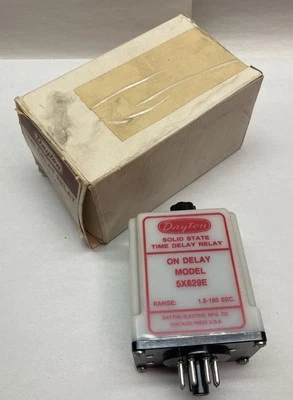 Dayton
SOLID STATE
TIME DELAY RELAY
ON DELAY
MODEL
5X829E
RANGE: 1.8-180 SEC.
DAYTON ELECTRIC MFG. CO.
CHICAGO 60648 U.S.A.